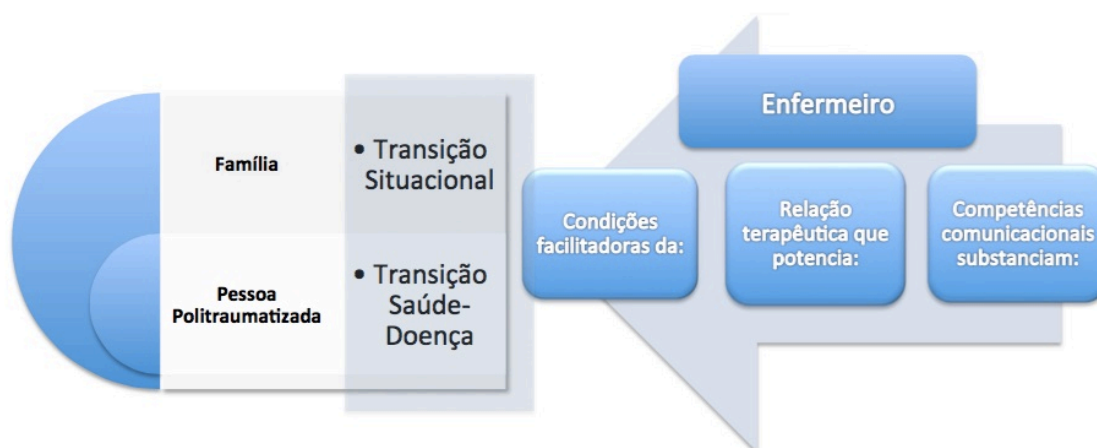 Família
• Transição
Situacional
Pessoa
Politraumatizada
• Transição
Saúde-
Doença
Enfermeiro
Condições
facilitadoras da:
Relação
terapêutica que
potencia:
Competências
comunicacionais
substanciam: